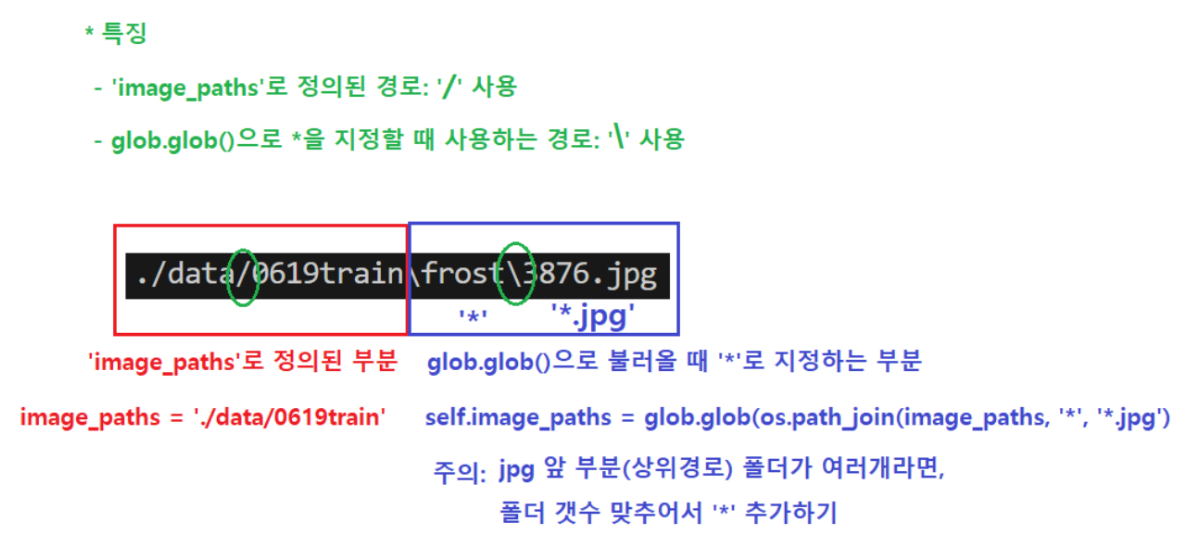 * 특징
- 'image_paths'로 정의된 경로: '/' 사용
- glob.glob()으로 *을 지정할 때 사용하는 경로: '\' 사용
./data/0619train\frost\3876.jpg
'*' '*.jpg'
'image_paths'로 정의된 부분
glob.glob()으로 불러올 때 '*'로 지정하는 부분
image_paths = './data/0619train'
self.image_paths = glob.glob(os.path_join(image_paths, '*', '*.jpg')
주의: jpg 앞 부분(상위경로) 폴더가 여러개라면,
폴더 갯수 맞추어서 '*' 추가하기